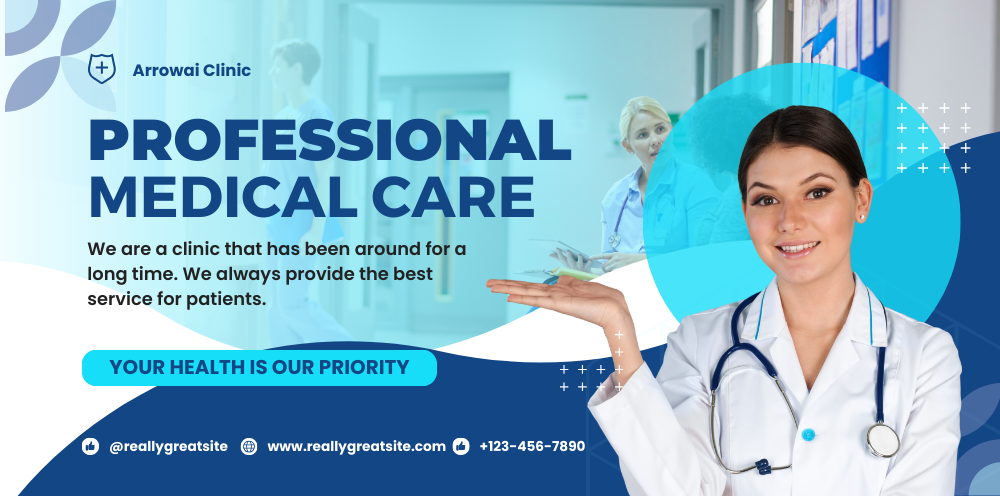 Arrowai Clinic
PROFESSIONAL
MEDICAL CARE
We are a clinic that has been around for a
long time. We always provide the best
service for patients.
YOUR HEALTH IS OUR PRIORITY
@reallygreatsite www.reallygreatsite.com +123-456-7890